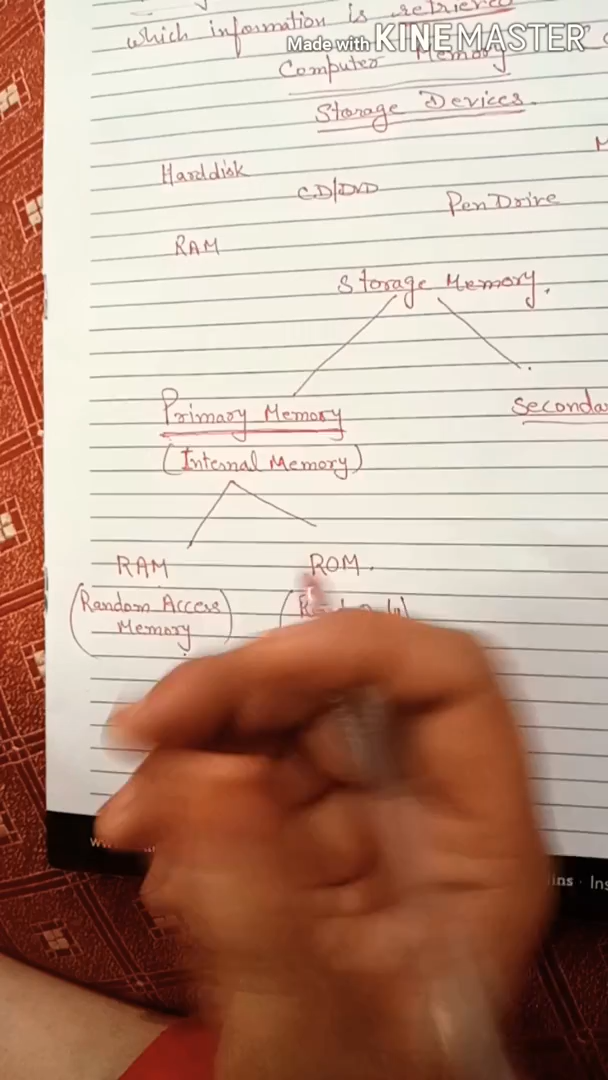 which information is retrieved
Made with KINEMASTER
Computer Memory
Storage Devices.
Harddisk
CD/DVD
Pen Drive
RAM
Storage Memory.
Primary Memory
Seconda
(Internal Memory)
RAM
ROM.
(Random Access
Memory)